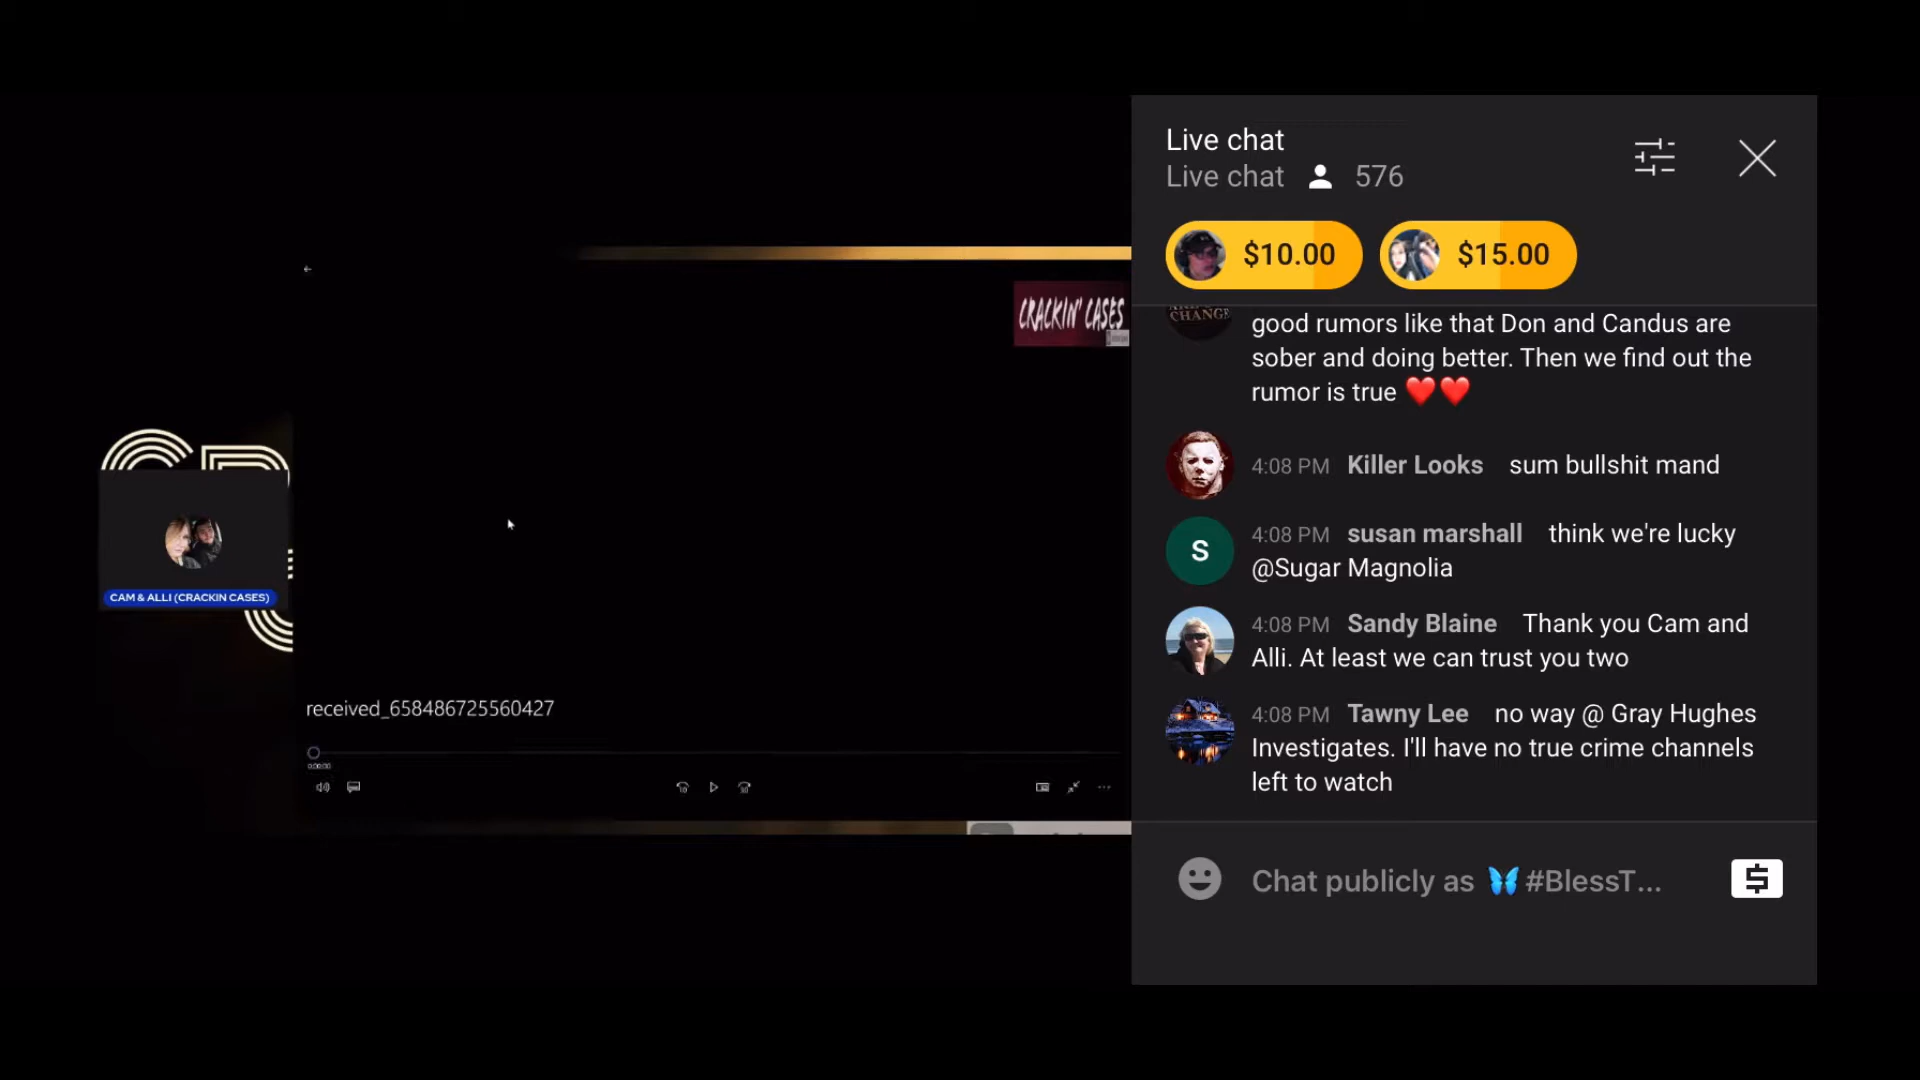 Live chat
Live chat 576
$10.00 $15.00
CRACKIN' CASES
CHANGE
good rumors like that Don and Candus are
sober and doing better. Then we find out the
rumor is true ❤️❤️
4:08 PM Killer Looks sum bullshit mand
4:08 PM susan marshall think we're lucky
@Sugar Magnolia
S
4:08 PM Sandy Blaine Thank you Cam and
Alli. At least we can trust you two
4:08 PM Tawny Lee no way @ Gray Hughes
Investigates. I'll have no true crime channels
left to watch
Chat publicly as 🦋#BlessT...
$
CAM & ALLI (CRACKIN CASES)
received_658486725560427
0:00:00
10
30